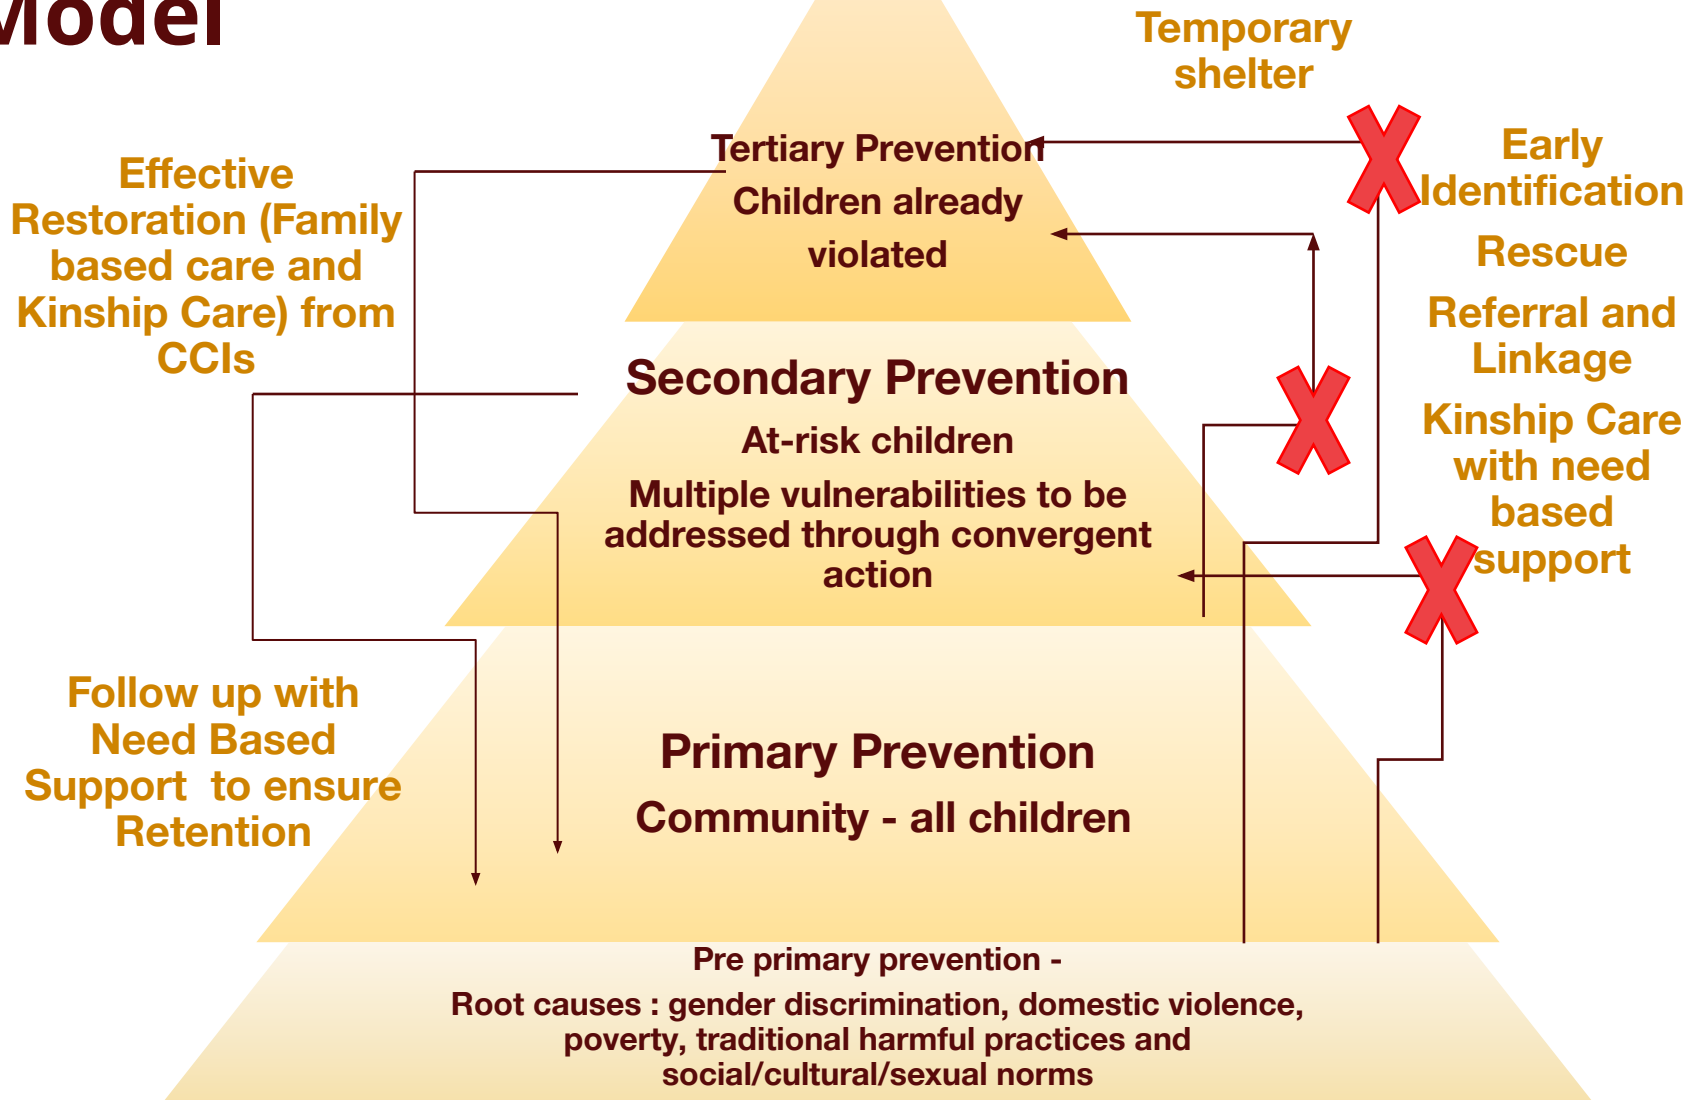 Model
Temporary
shelter
Tertiary Prevention
Children already
violated
Effective
Restoration (Family
based care and
Kinship Care) from
CCIs
Early
Identification
Rescue
Referral and
Linkage
Kinship Care
with need
based
support
Secondary Prevention
At-risk children
Multiple vulnerabilities to be
addressed through convergent
action
Follow up with
Need Based
Support  to ensure
Retention
Primary Prevention
Community - all children
Pre primary prevention -
Root causes : gender discrimination, domestic violence,
poverty, traditional harmful practices and
social/cultural/sexual norms